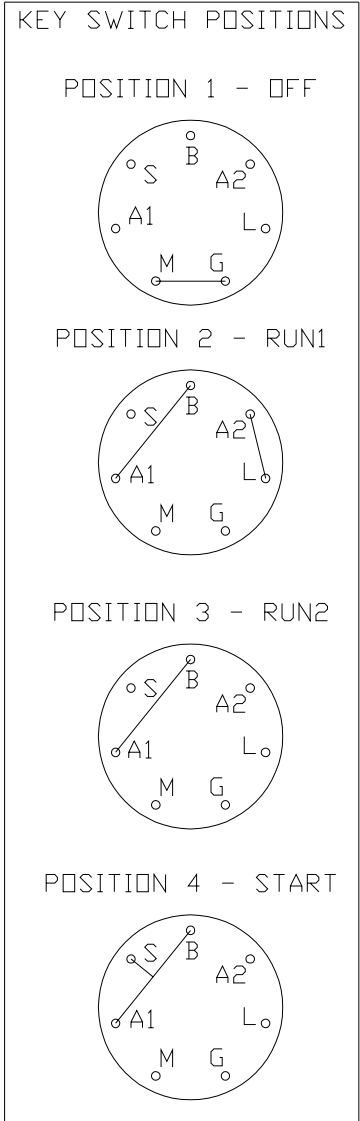 KEY SWITCH POSITIONS
POSITION 1 - OFF
B
S A2
A1 L
M G
POSITION 2 - RUN1
B
S A2
A1 L
M G
POSITION 3 - RUN2
B
S A2
A1 L
M G
POSITION 4 - START
B
S A2
A1 L
M G